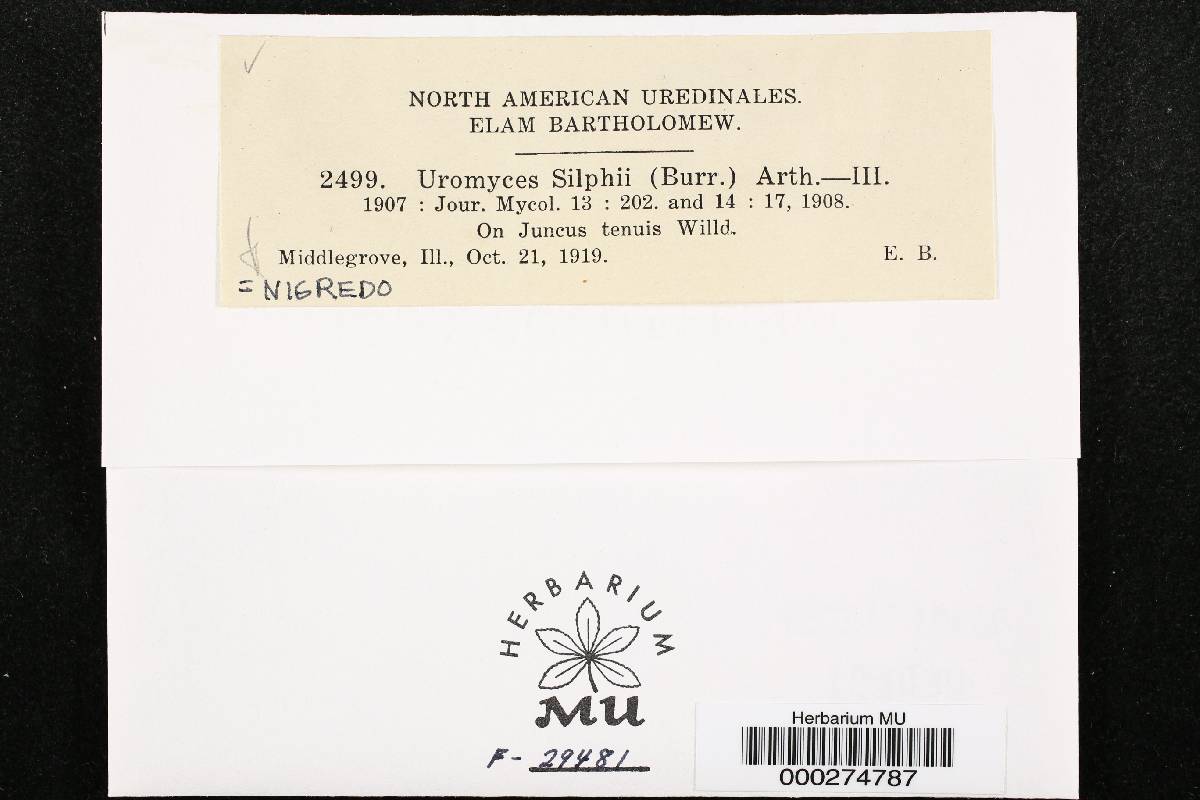 NORTH AMERICAN UREDINALES.
ELAM BARTHOLOMEW.
2499. Uromyces Silphii (Burr.) Arth.—III.
1907 : Jour. Mycol. 13 : 202. and 14 : 17, 1908.
On Juncus tenuis Willd.
Middlegrove, Ill., Oct. 21, 1919. E. B.
= NIGREDO
HERBARIUM
MU
F- 29481
Herbarium MU
000274787